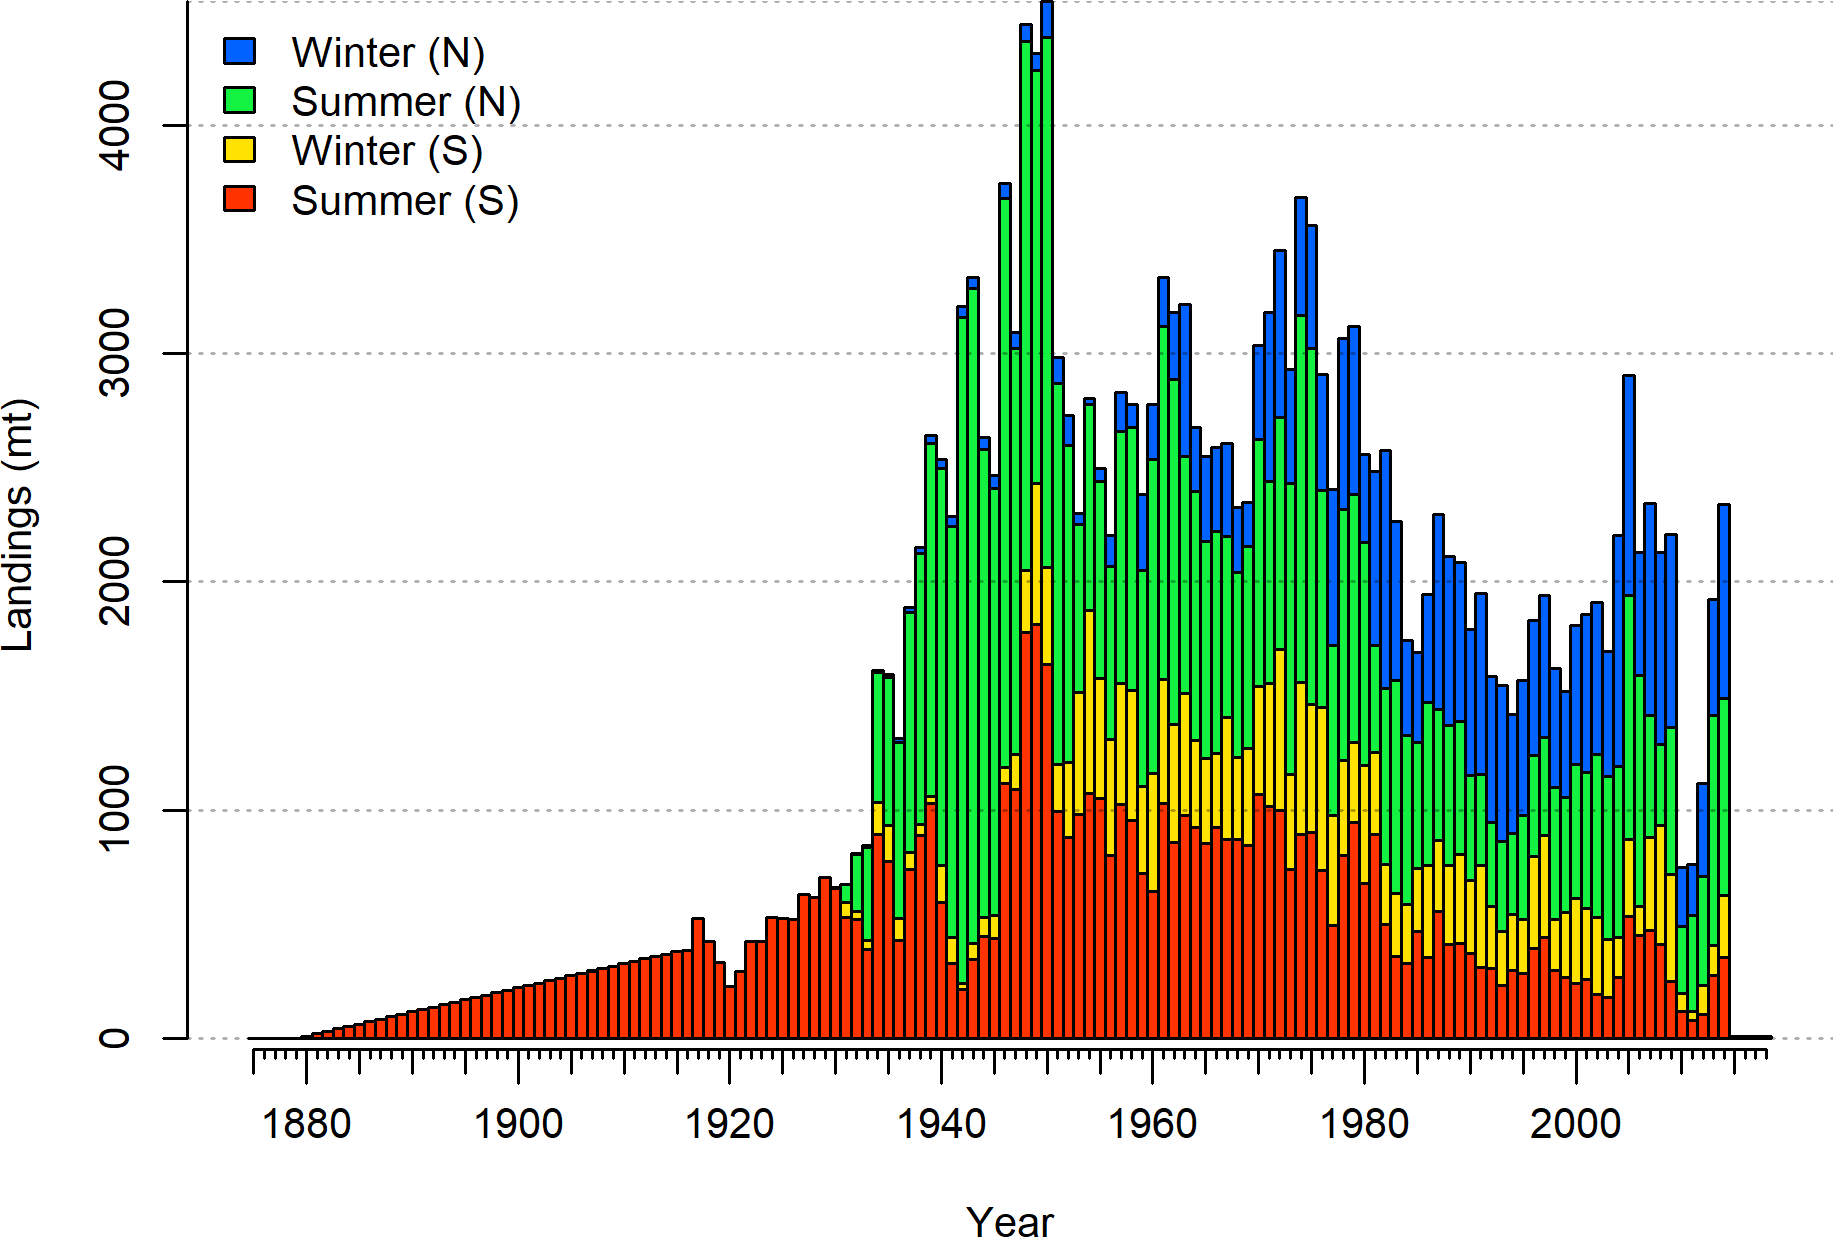 Winter (N)
Summer (N)
Winter (S)
Summer (S)
Landings (mt)
4000
3000
2000
1000
0
1880 1900 1920 1940 1960 1980 2000
Year